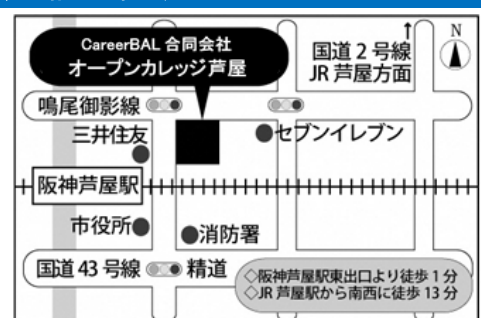 CareerBAL 合同会社
オープンカレッジ芦屋
↑
国道2号線
JR 芦屋方面
N
鳴尾御影線
三井住友
セブンイレブン
阪神芦屋駅
市役所
消防署
国道43号線
精道
◇阪神芦屋駅東出口より徒歩1分
◇JR 芦屋駅から南西に徒歩13分